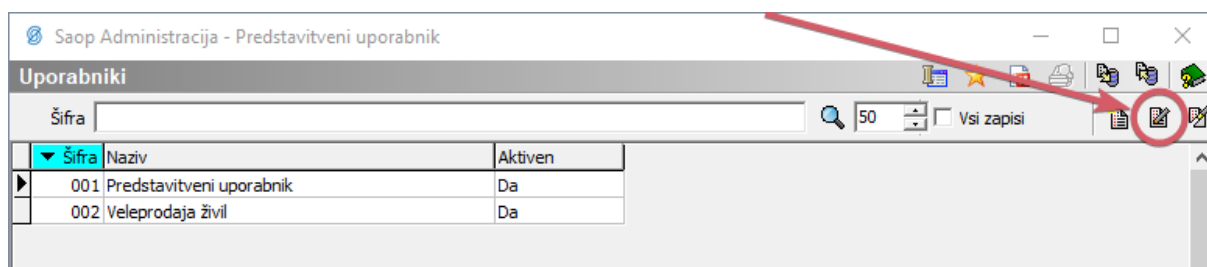 Saop Administracija - Predstavitveni uporabnik
Uporabniki
Šifra 50 Vsi zapisi
Šifra Naziv Aktiven
001 Predstavitveni uporabnik Da
002 Veleprodaja živil Da